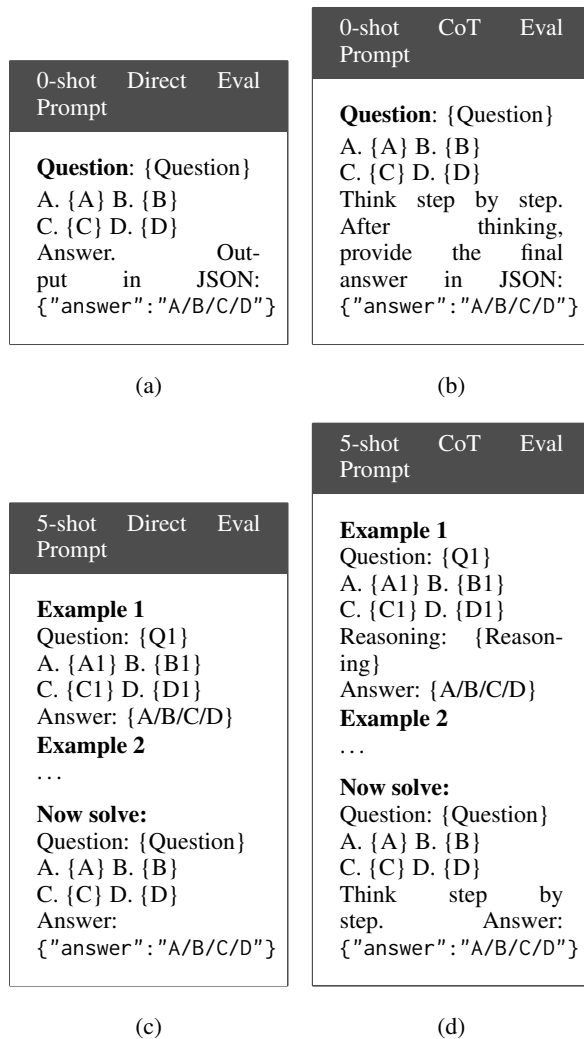 0-shot Direct Eval
Prompt
Question: {Question}
A. {A} B. {B}
C. {C} D. {D}
Answer. Out-
put in JSON:
{"answer":"A/B/C/D"}
(a)
0-shot CoT Eval
Prompt
Question: {Question}
A. {A} B. {B}
C. {C} D. {D}
Think step by step.
After thinking,
provide the final
answer in JSON:
{"answer":"A/B/C/D"}
(b)
5-shot Direct Eval
Prompt
Example 1
Question: {Q1}
A. {A1} B. {B1}
C. {C1} D. {D1}
Answer: {A/B/C/D}
Example 2
...
Now solve:
Question: {Question}
A. {A} B. {B}
C. {C} D. {D}
Answer:
{"answer":"A/B/C/D"}
(c)
5-shot CoT Eval
Prompt
Example 1
Question: {Q1}
A. {A1} B. {B1}
C. {C1} D. {D1}
Reasoning: {Reason-
ing}
Answer: {A/B/C/D}
Example 2
...
Now solve:
Question: {Question}
A. {A} B. {B}
C. {C} D. {D}
Think step by
step. Answer:
{"answer":"A/B/C/D"}
(d)